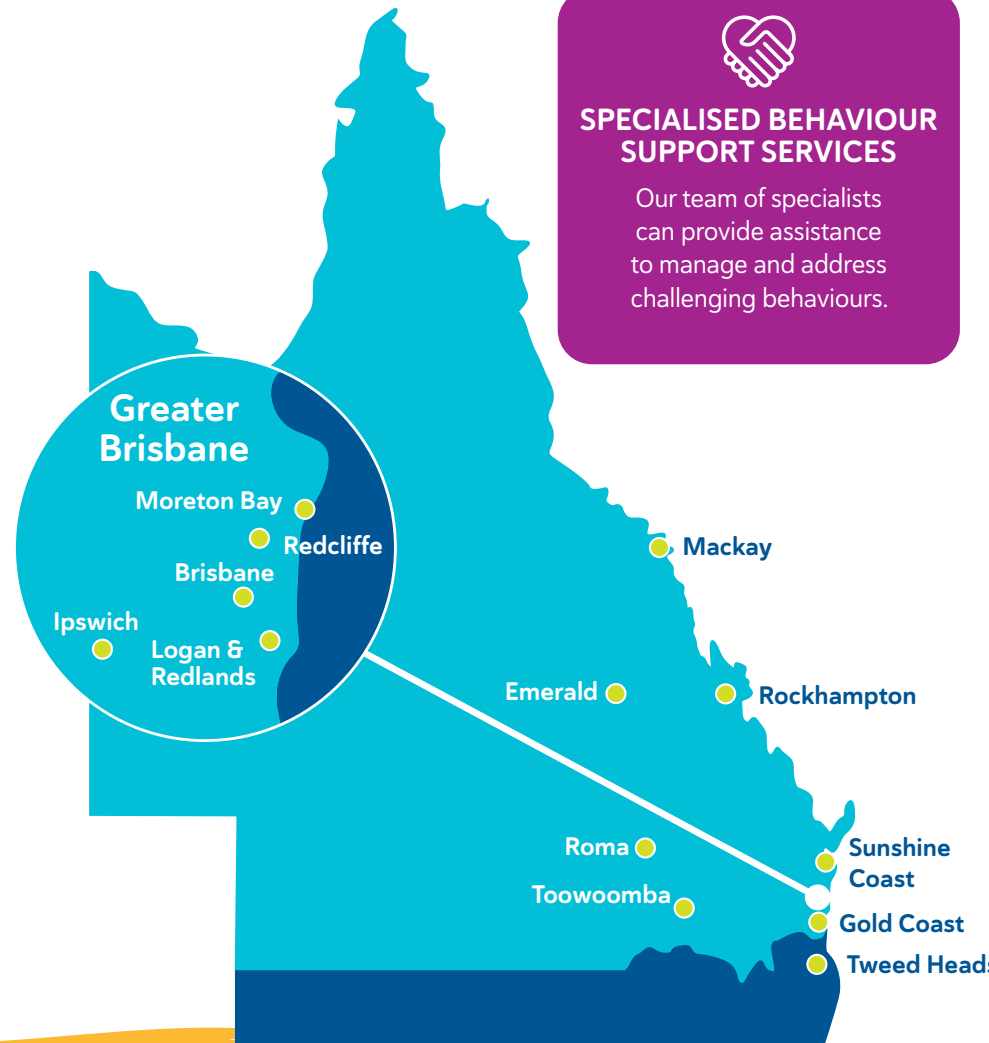 SPECIALISED BEHAVIOUR
SUPPORT SERVICES
Our team of specialists
can provide assistance
to manage and address
challenging behaviours.
Greater
Brisbane
Moreton Bay
Redcliffe
Brisbane
Ipswich
Logan &
Redlands
Mackay
Emerald
Rockhampton
Roma
Sunshine
Coast
Toowoomba
Gold Coast
Tweed Heads